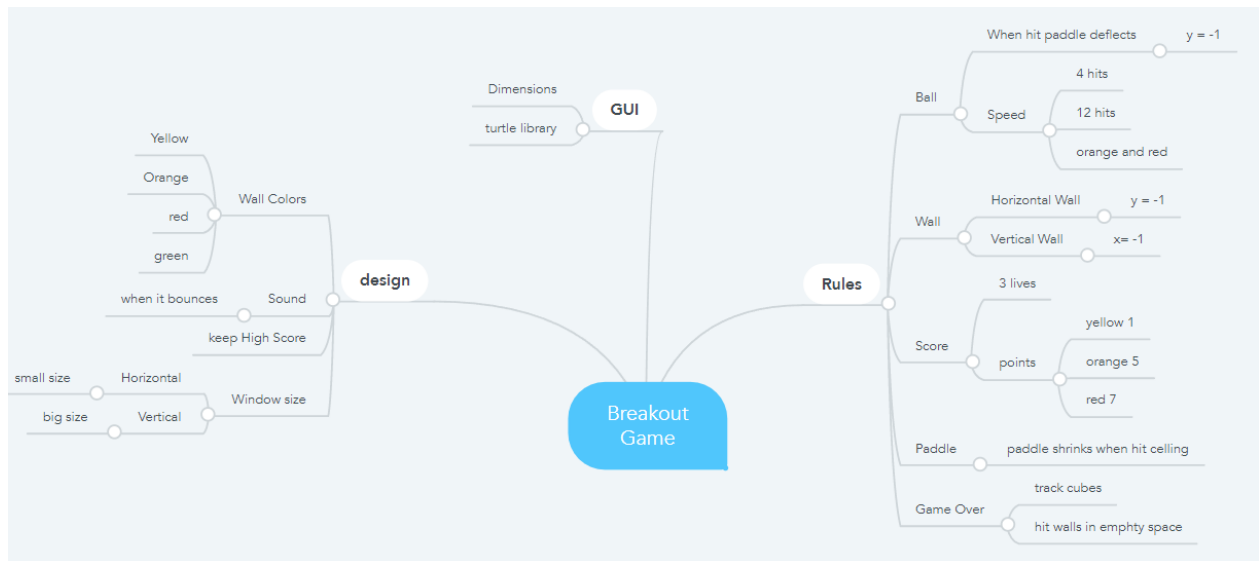 Breakout
Game
GUI
Dimensions
turtle library
design
Wall Colors
Yellow
Orange
red
green
Sound
when it bounces
keep High Score
Window size
Horizontal
small size
Vertical
big size
Rules
Ball
When hit paddle deflects
y = -1
Speed
4 hits
12 hits
orange and red
Wall
Horizontal Wall
y = -1
Vertical Wall
x= -1
Score
3 lives
points
yellow 1
orange 5
red 7
Paddle
paddle shrinks when hit celling
Game Over
track cubes
hit walls in emphty space